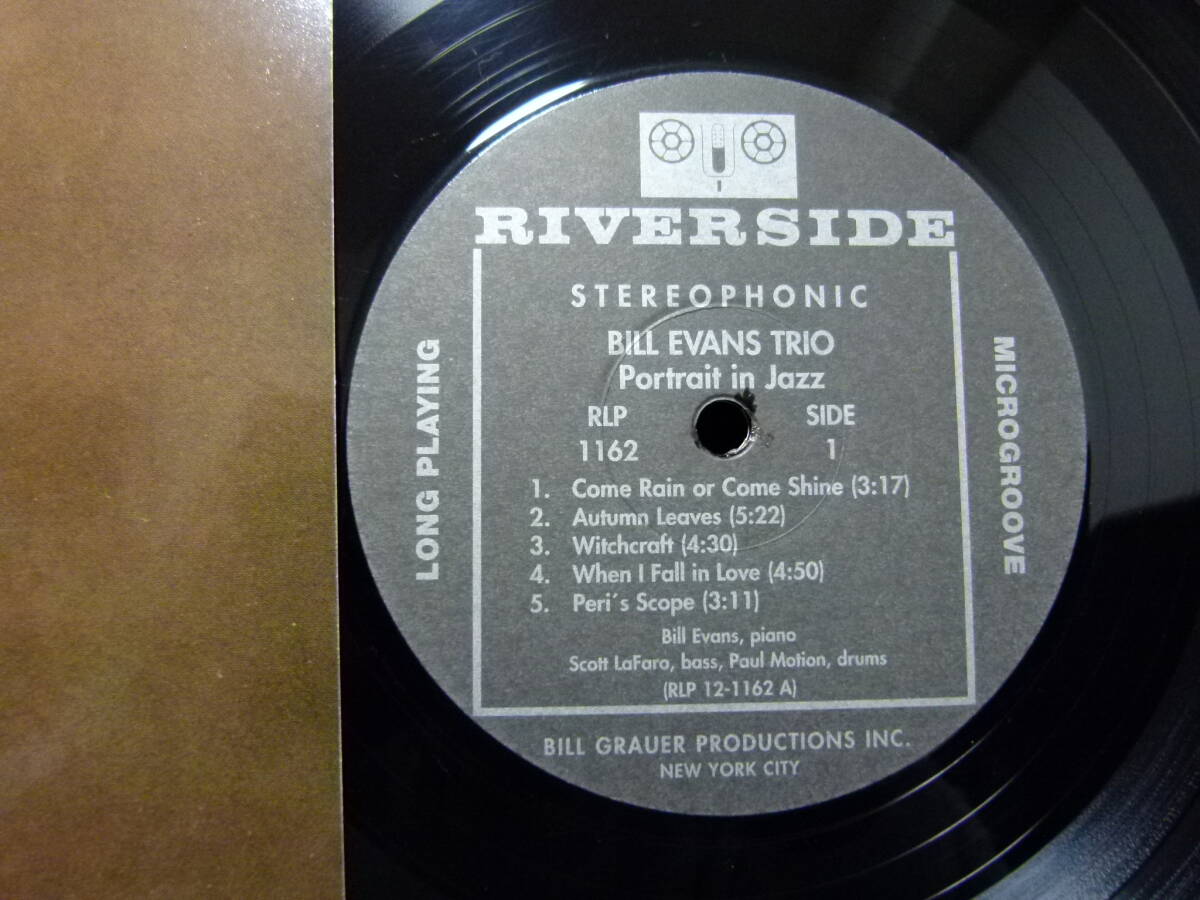 RIVERSIDE
STEREOPHONIC
BILL EVANS TRIO
Portrait in Jazz
RLP SIDE
1162 1
1. Come Rain or Come Shine (3:17)
2. Autumn Leaves (5:22)
3. Witchcraft (4:30)
4. When I Fall in Love (4:50)
5. Peri´s Scope (3:11)
Bill Evans, piano
Scott LaFaro, bass, Paul Motion, drums
(RLP 12-1162 A)
LONG PLAYING
MICROGROOVE
BILL GRAUER PRODUCTIONS INC.
NEW YORK CITY